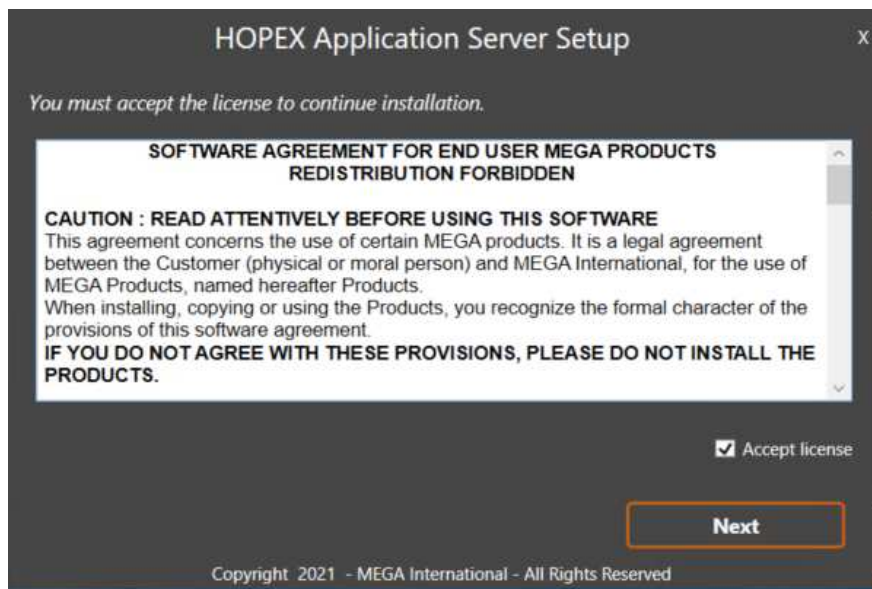 HOPEX Application Server Setup
X
You must accept the license to continue installation.
SOFTWARE AGREEMENT FOR END USER MEGA PRODUCTS
REDISTRIBUTION FORBIDDEN
CAUTION : READ ATTENTIVELY BEFORE USING THIS SOFTWARE
This agreement concerns the use of certain MEGA products. It is a legal agreement
between the Customer (physical or moral person) and MEGA International, for the use of
MEGA Products, named hereafter Products.
When installing, copying or using the Products, you recognize the formal character of the
provisions of this software agreement.
IF YOU DO NOT AGREE WITH THESE PROVISIONS, PLEASE DO NOT INSTALL THE
PRODUCTS.
Accept license
Next
Copyright 2021 - MEGA International - All Rights Reserved